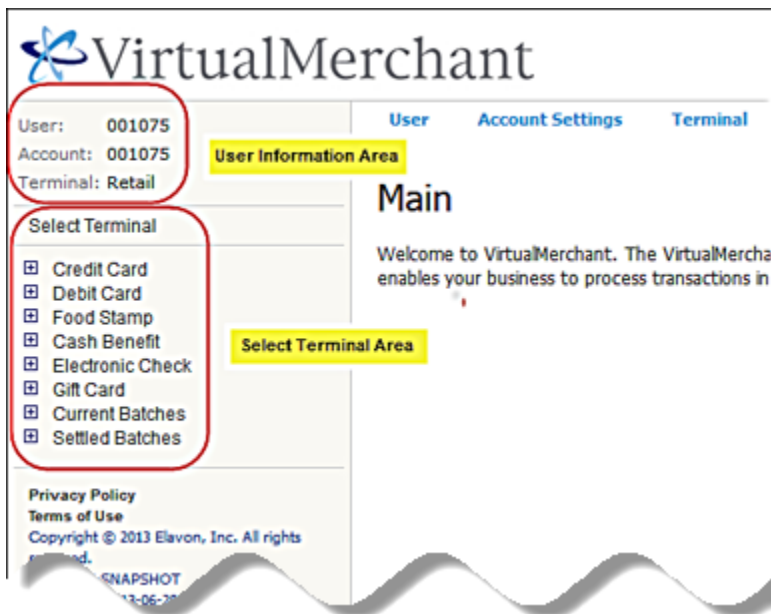 VirtualMerchant
User: 001075
Account: 001075
Terminal: Retail
User Information Area
User Account Settings Terminal
Main
Welcome to VirtualMerchant. The VirtualMercha
enables your business to process transactions in
Select Terminal
Credit Card
Debit Card
Food Stamp
Cash Benefit
Electronic Check
Gift Card
Current Batches
Settled Batches
Select Terminal Area
Privacy Policy
Terms of Use
Copyright © 2013 Elavon, Inc. All rights
SNAPSHOT